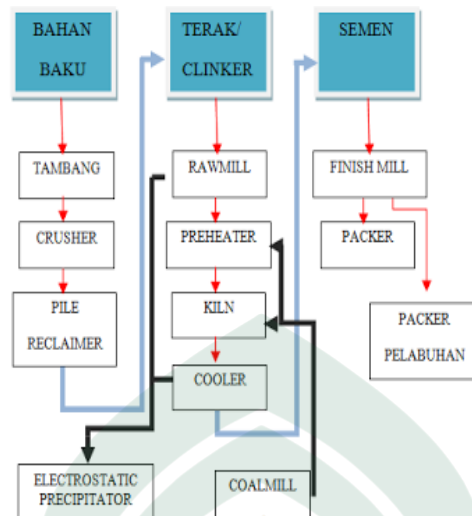 BAHAN
BAKU
TERAK/
CLINKER
SEMEN
TAMBANG
RAWMILL
FINISH MILL
CRUSHER
PREHEATER
PACKER
PILE
RECLAIMER
KILN
PACKER
PELABUHAN
COOLER
ELECTROSTATIC
PRECIPITATOR
COALMILL